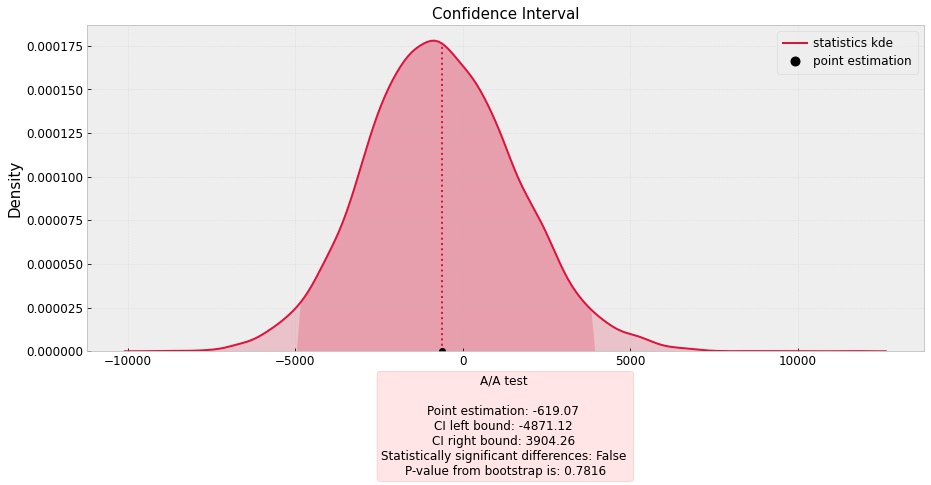 Confidence Interval
statistics kde
point estimation
Density
0.000175
0.000150
0.000125
0.000100
0.000075
0.000050
0.000025
0.000000
−10000
−5000
0
5000
10000
A/A test
Point estimation: -619.07
CI left bound: -4871.12
CI right bound: 3904.26
Statistically significant differences: False
P-value from bootstrap is: 0.7816